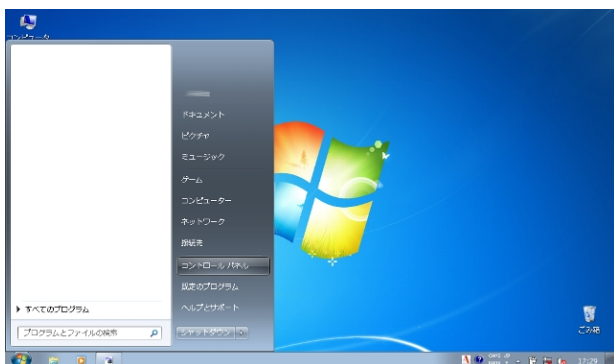 コンピュータ
ドキュメント
ピクチャ
ミュージック
ゲーム
コンピューター
ネットワーク
接続先
コントロール パネル
既定のプログラム
ヘルプとサポート
すべてのプログラム
プログラムとファイルの検索
シャットダウン
ごみ箱
17:29